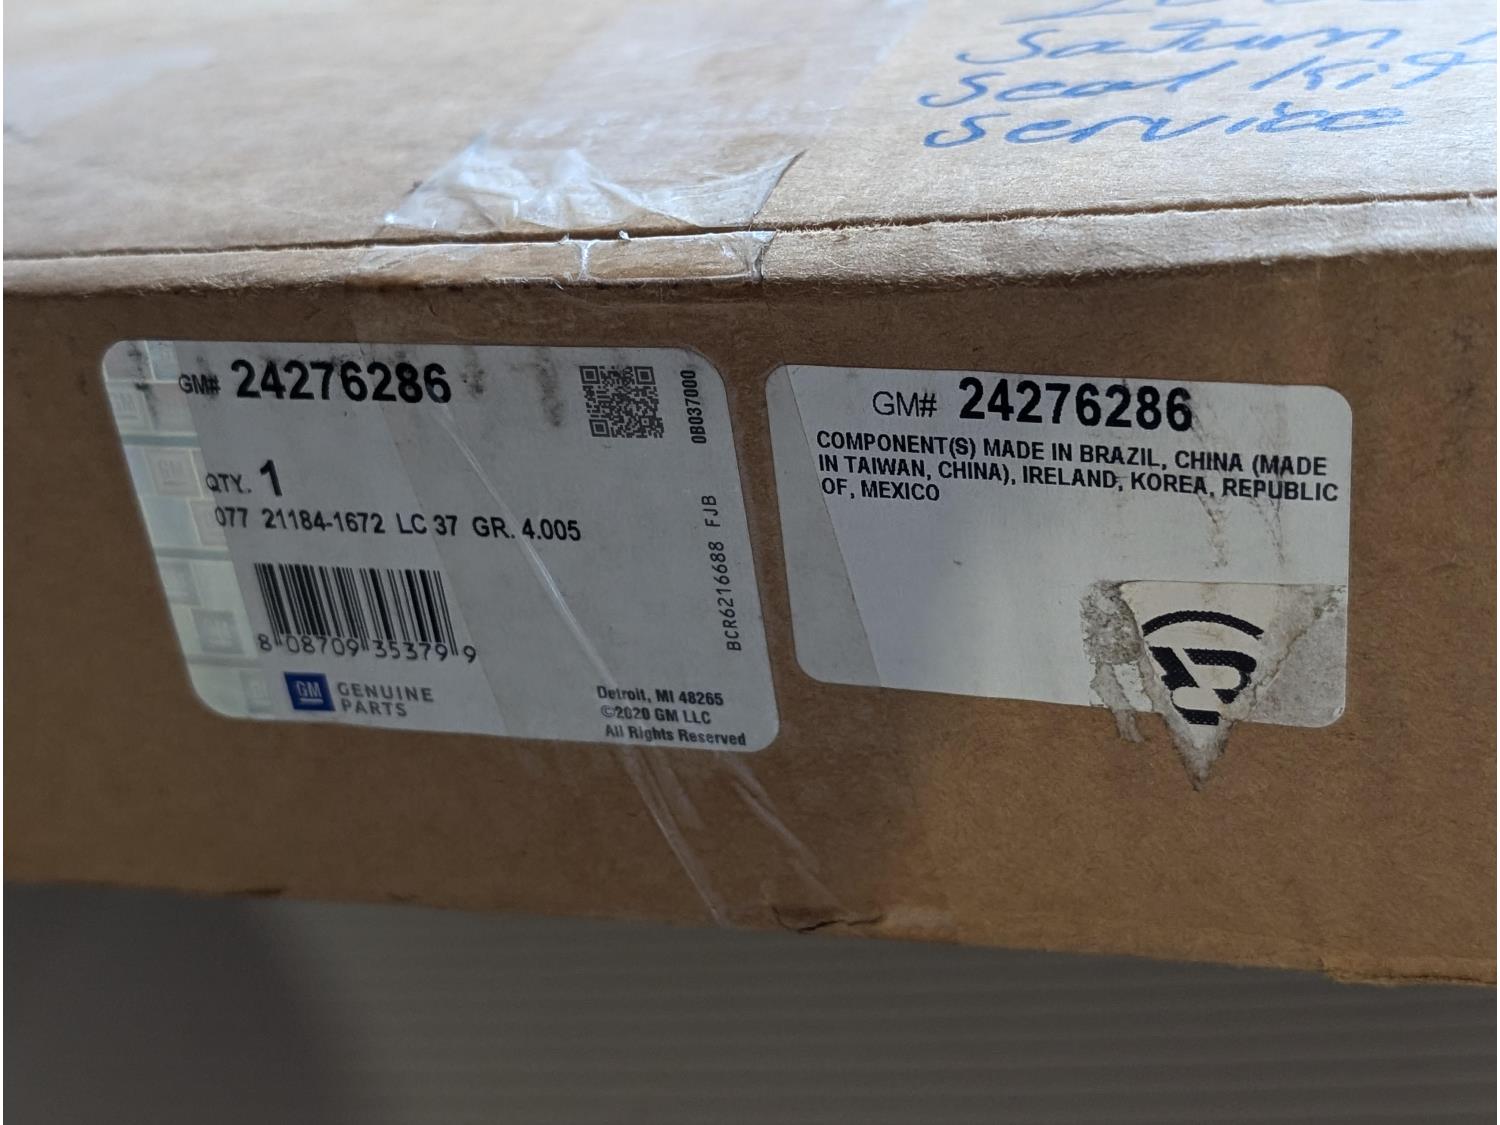 Saturn
Seal Kit
Service
GM# 24276286
0B037000
QTY. 1
077 21184-1672 LC 37 GR. 4.005
BCR6216688 FJB
8 08709 35379 9
GM GENUINE
PARTS
Detroit, MI 48265
©2020 GM LLC
All Rights Reserved
GM# 24276286
COMPONENT(S) MADE IN BRAZIL, CHINA (MADE
IN TAIWAN, CHINA), IRELAND, KOREA, REPUBLIC
OF, MEXICO